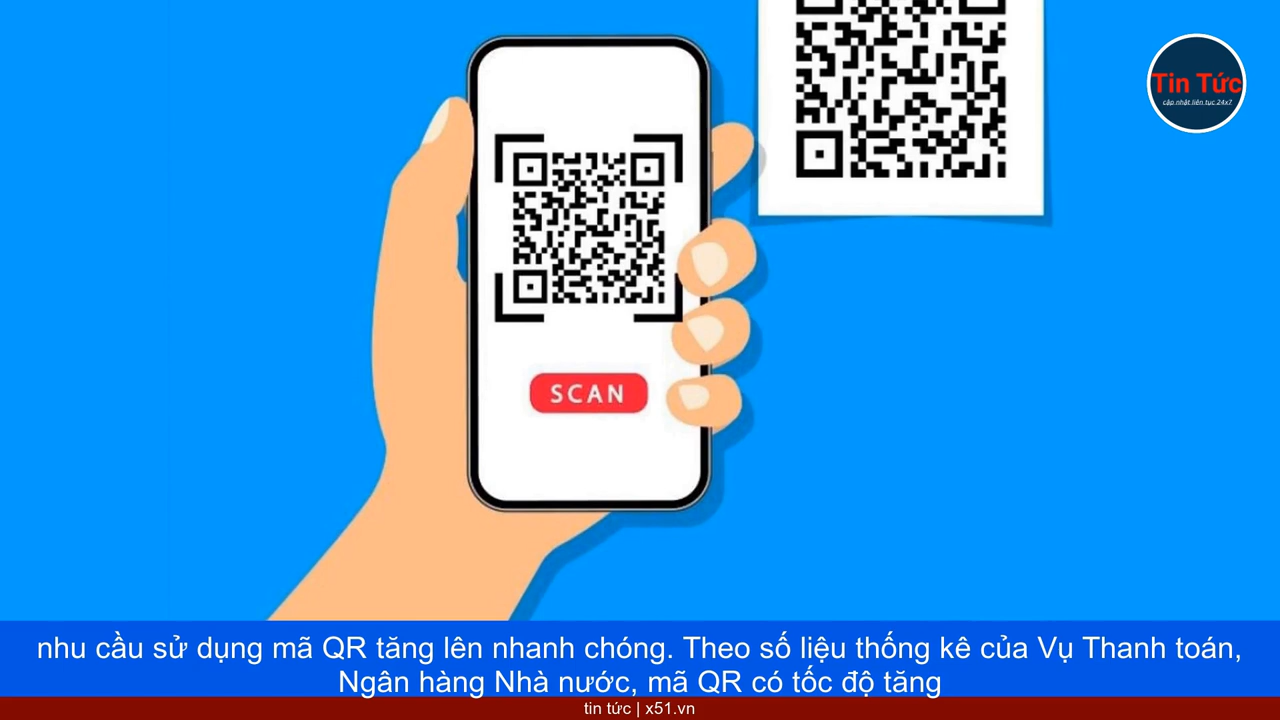 Tin Tức
cập nhật liên tục 24x7
SCAN
nhu cầu sử dụng mã QR tăng lên nhanh chóng. Theo số liệu thống kê của Vụ Thanh toán,
Ngân hàng Nhà nước, mã QR có tốc độ tăng
tin tức | x51.vn